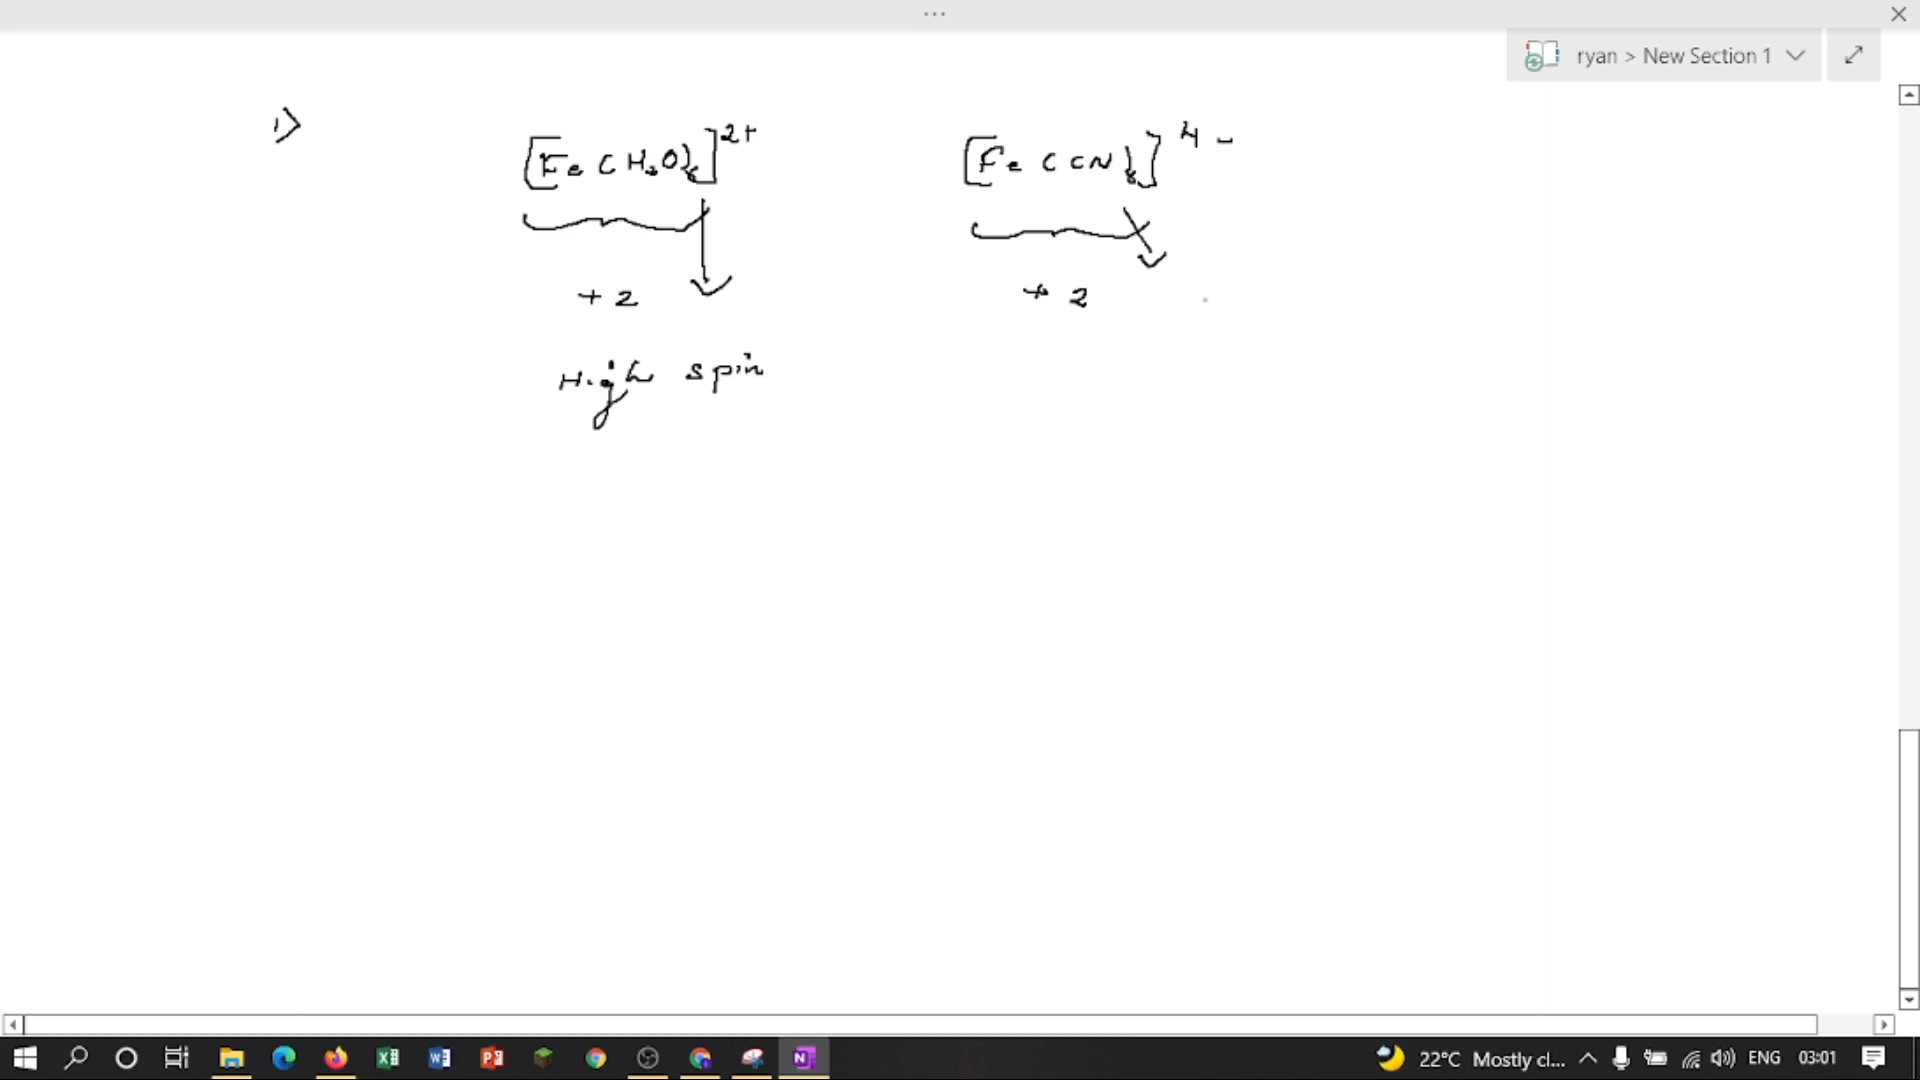 ...
ryan > New Section 1
1)
[Fe(H₂O)₆]²⁺ [Fe(CN)₆]⁴⁻
+2 +2
High spin
22°C Mostly cl... ENG 03:01